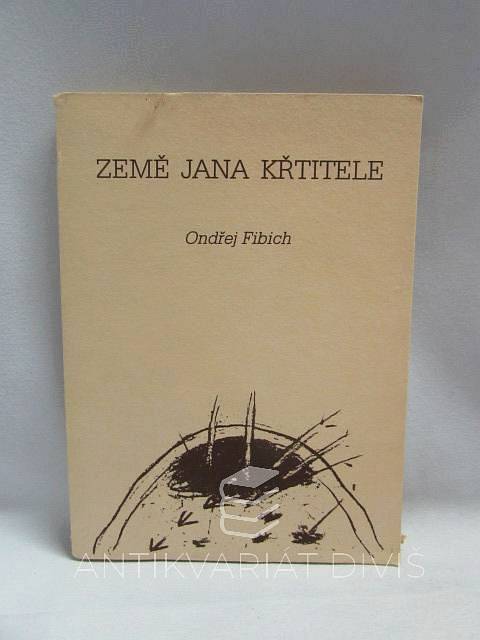 ZEMĚ JANA KŘTITELE
Ondřej Fibich
ANTIKVARIÁT DIVIŠ